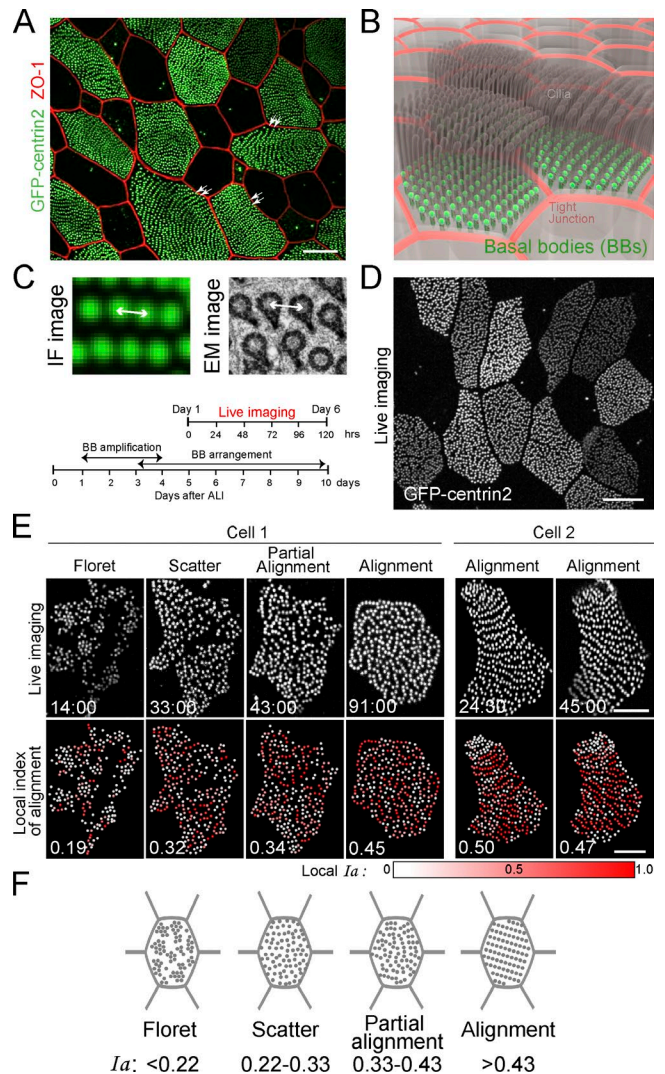 A
GFP-centrin2 ZO-1
B
Cilia
Tight
Junction
Basal bodies (BBs)
C
IF image
EM image
Day 1 Live imaging Day 6
0 24 48 72 96 120 hrs
BB amplification
BB arrangement
0 1 2 3 4 5 6 7 8 9 10 days
Days after ALI
D
Live imaging
GFP-centrin2
E
Cell 1 Cell 2
Floret Scatter Partial Alignment Alignment Alignment Alignment
Live imaging
14:00 33:00 43:00 91:00 24:30 45:00
Local index
of alignment
0.19 0.32 0.34 0.45 0.50 0.47
Local Ia: 0 0.5 1.0
F
Floret Scatter Partial alignment Alignment
Ia: <0.22 0.22-0.33 0.33-0.43 >0.43